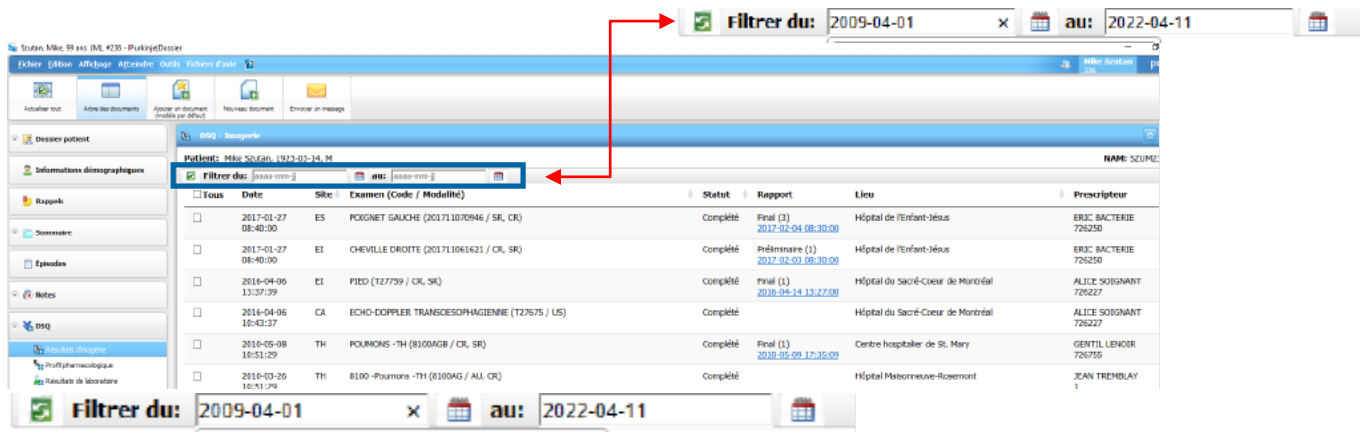 Filtrer du: 2009-04-01 × au: 2022-04-11
Szutan, Mike, 99 ans (ML #236 - PurkinjeDossier
Fichier Edition Affichage Atteindre Outils Fichiers d'aide
Mike Szutan
236
Actualiser tout
Arbre des documents
Ajouter un document
(modèle par défaut)
Nouveau document
Envoyer un message
Dossier patient
DSQ - Imagerie
Informations démographiques
Patient: Mike Szutan, 1923-03-14, M
NAM: SZUM23
Filtrer du: aaaa-mm-jj au: aaaa-mm-jj
Rappels
Tous Date Site Examen (Code / Modalité) Statut Rapport Lieu Prescripteur
2017-01-27 ES POIGNET GAUCHE (201711070946 / SR, CR) Complété Final (3) Hôpital de l'Enfant-Jésus ERIC BACTERIE
08:40:00 2017-02-04 08:30:00 726250
Sommaire
2017-01-27 EI CHEVILLE DROITE (201711061621 / CR, SR) Complété Préliminaire (1) Hôpital de l'Enfant-Jésus ERIC BACTERIE
08:40:00 2017-02-03 08:30:00 726250
Épisodes
2016-04-06 EI PIED (T27759 / CR, SR) Complété Final (1) Hôpital du Sacré-Coeur de Montréal ALICE SOIGNANT
13:37:39 2016-04-14 13:27:00 726227
Notes
2016-04-06 CA ECHO-DOPPLER TRANSOESOPHAGIENNE (T27675 / US) Complété Hôpital du Sacré-Coeur de Montréal ALICE SOIGNANT
10:43:37 726227
DSQ
2010-05-08 TH POUMONS -TH (8100AGB / CR, SR) Complété Final (1) Centre hospitalier de St. Mary GENTIL LENOIR
10:51:29 2010-05-09 17:35:09 726755
Résultats d'imagerie
Profil pharmacologique
2010-03-26 TH 8100 -Poumons -TH (8100AG / AU, CR) Complété Hôpital Maisonneuve-Rosemont JEAN TREMBLAY
10:51:29 1
Résultats de laboratoire
Filtrer du: 2009-04-01 × au: 2022-04-11